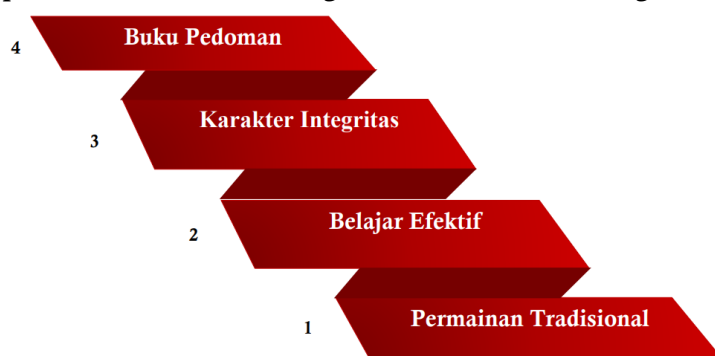 4 Buku Pedoman
3 Karakter Integritas
2 Belajar Efektif
1 Permainan Tradisional